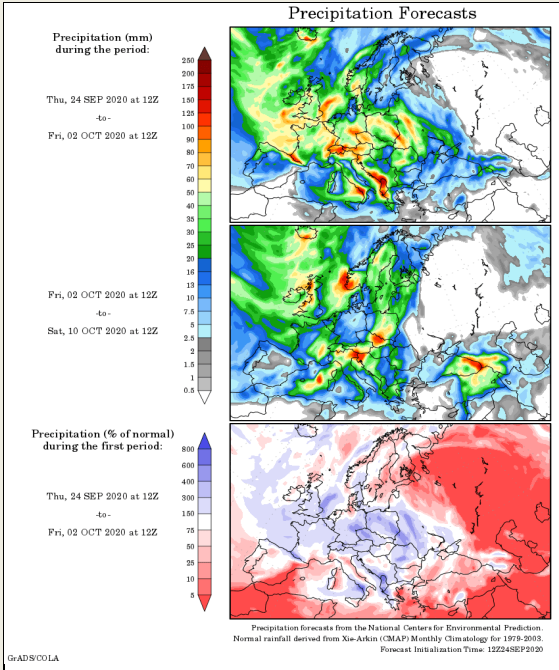 Precipitation Forecasts
Precipitation (mm)
during the period:
Thu, 24 SEP 2020 at 12Z
-to-
Fri, 02 OCT 2020 at 12Z
250
200
175
150
125
100
90
80
70
60
50
40
35
30
25
20
16
13
10
7.5
5
2.5
2
1
0.5
Fri, 02 OCT 2020 at 12Z
-to-
Sat, 10 OCT 2020 at 12Z
Precipitation (% of normal)
during the first period:
Thu, 24 SEP 2020 at 12Z
-to-
Fri, 02 OCT 2020 at 12Z
800
600
400
300
150
75
50
25
10
5
Precipitation forecasts from the National Centers for Environmental Prediction.
Normal rainfall derived from Xie-Arkin (CMAP) Monthly Climatology for 1979-2003.
Forecast Initialization Time: 12Z24SEP2020
GrADS/COLA